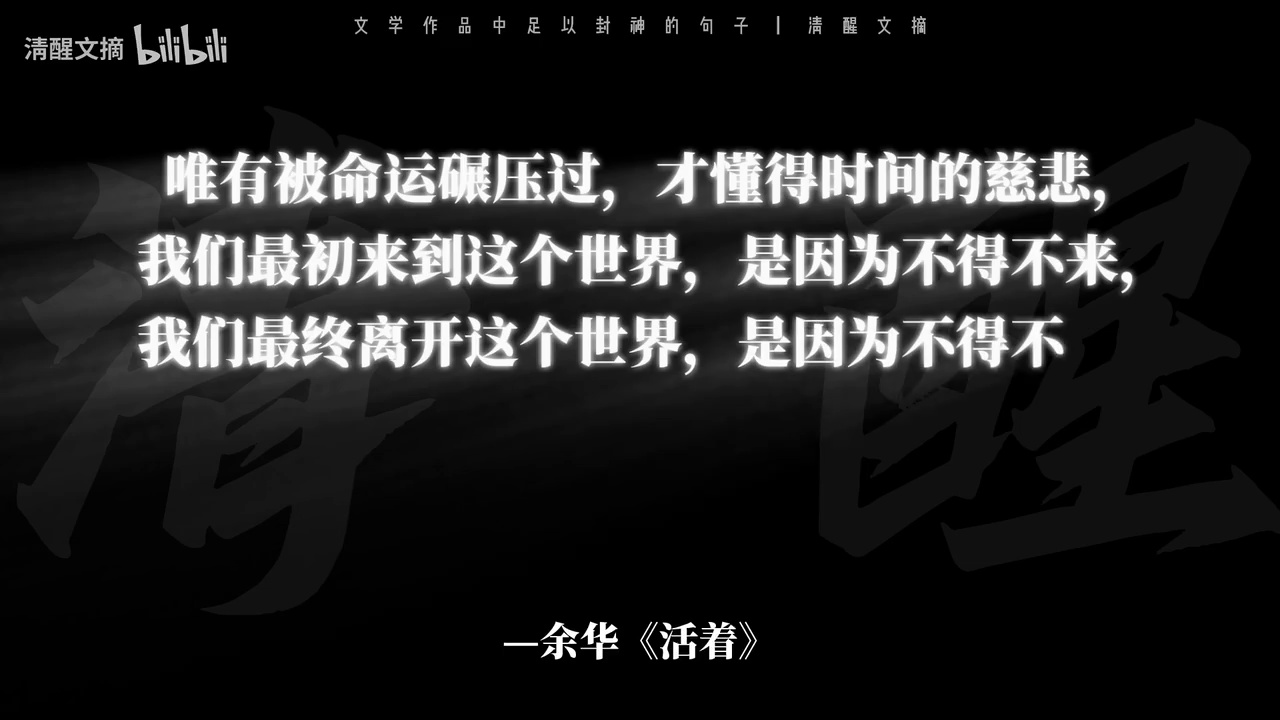 文学作品中足以封神的句子 | 清醒文摘
清醒文摘 bilibili
唯有被命运碾压过，才懂得时间的慈悲，
我们最初来到这个世界，是因为不得不来，
我们最终离开这个世界，是因为不得不
—余华《活着》
清醒